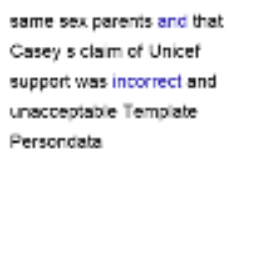 same sex parents and that
Casey s claim of Unicef
support was incorrect and
unacceptable Template
Persondata